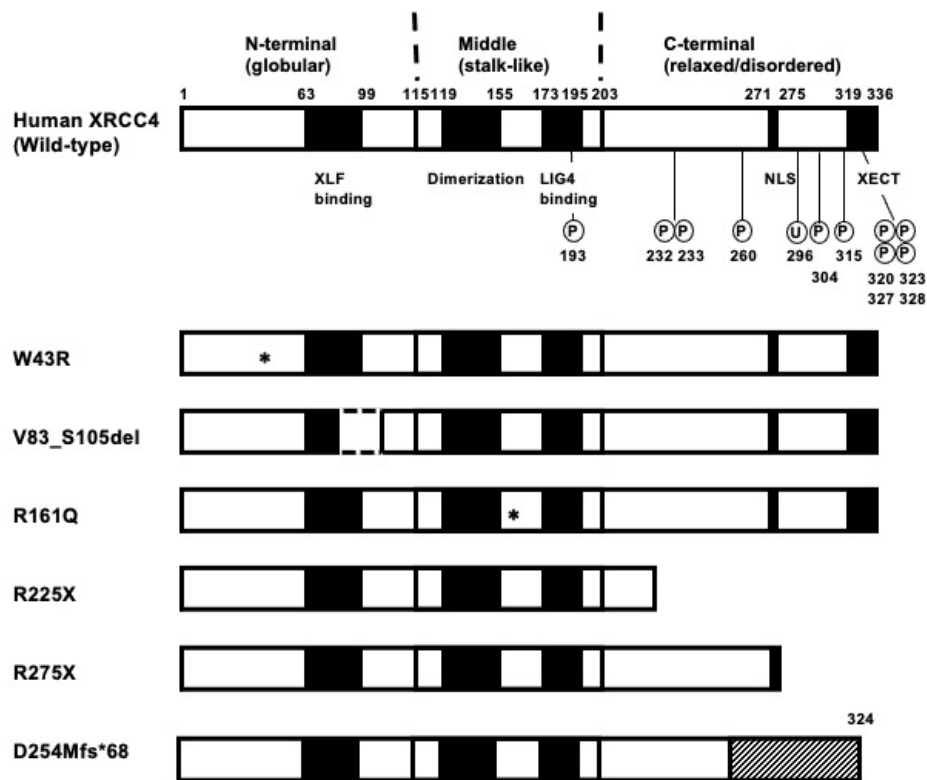 N-terminal Middle C-terminal
(globular) (stalk-like) (relaxed/disordered)
1 63 99 115 119 155 173 195 203 271 275 319 336
Human XRCC4
(Wild-type)
XLF Dimerization LIG4 NLS XECT
binding binding
P P P P U P P P P
193 232 233 260 296 315 P P
304 320 323
327 328
W43R *
V83_S105del
R161Q *
R225X
R275X
324
D254Mfs*68